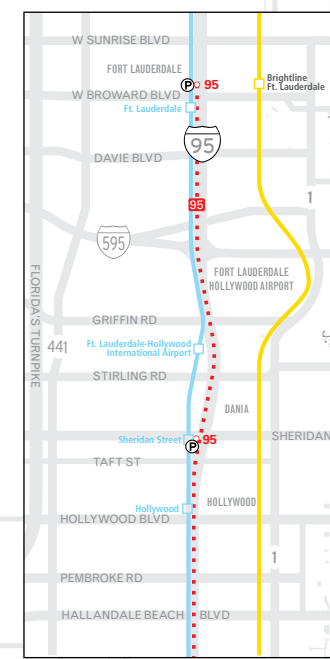 W SUNRISE BLVD
FORT LAUDERDALE
P
95
Brightline
Ft. Lauderdale
W BROWARD BLVD
Ft. Lauderdale
95
DAVIE BLVD
1
95
595
FLORIDA'S TURNPIKE
FORT LAUDERDALE
HOLLYWOOD AIRPORT
GRIFFIN RD
441
Ft. Lauderdale-Hollywood
International Airport
STIRLING RD
DANIA
Sheridan Street
P
95
SHERIDAN
TAFT ST
Hollywood
HOLLYWOOD
HOLLYWOOD BLVD
1
PEMBROKE RD
HALLANDALE BEACH BLVD